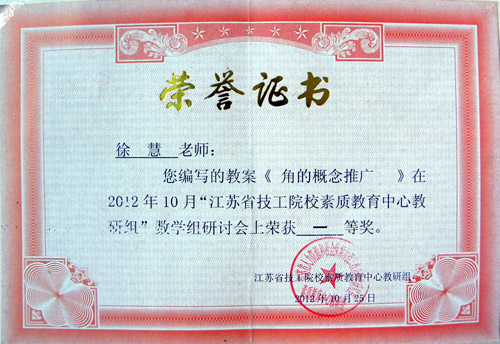 荣誉证书
徐 慧 老师：
您编写的教案《 角的概念推广 》在
2012年10月“江苏省技工院校素质教育中心教
研组”数学组研讨会上荣获 一 等奖。
江苏省技工院校素质教育中心教研组
2012年10月25日